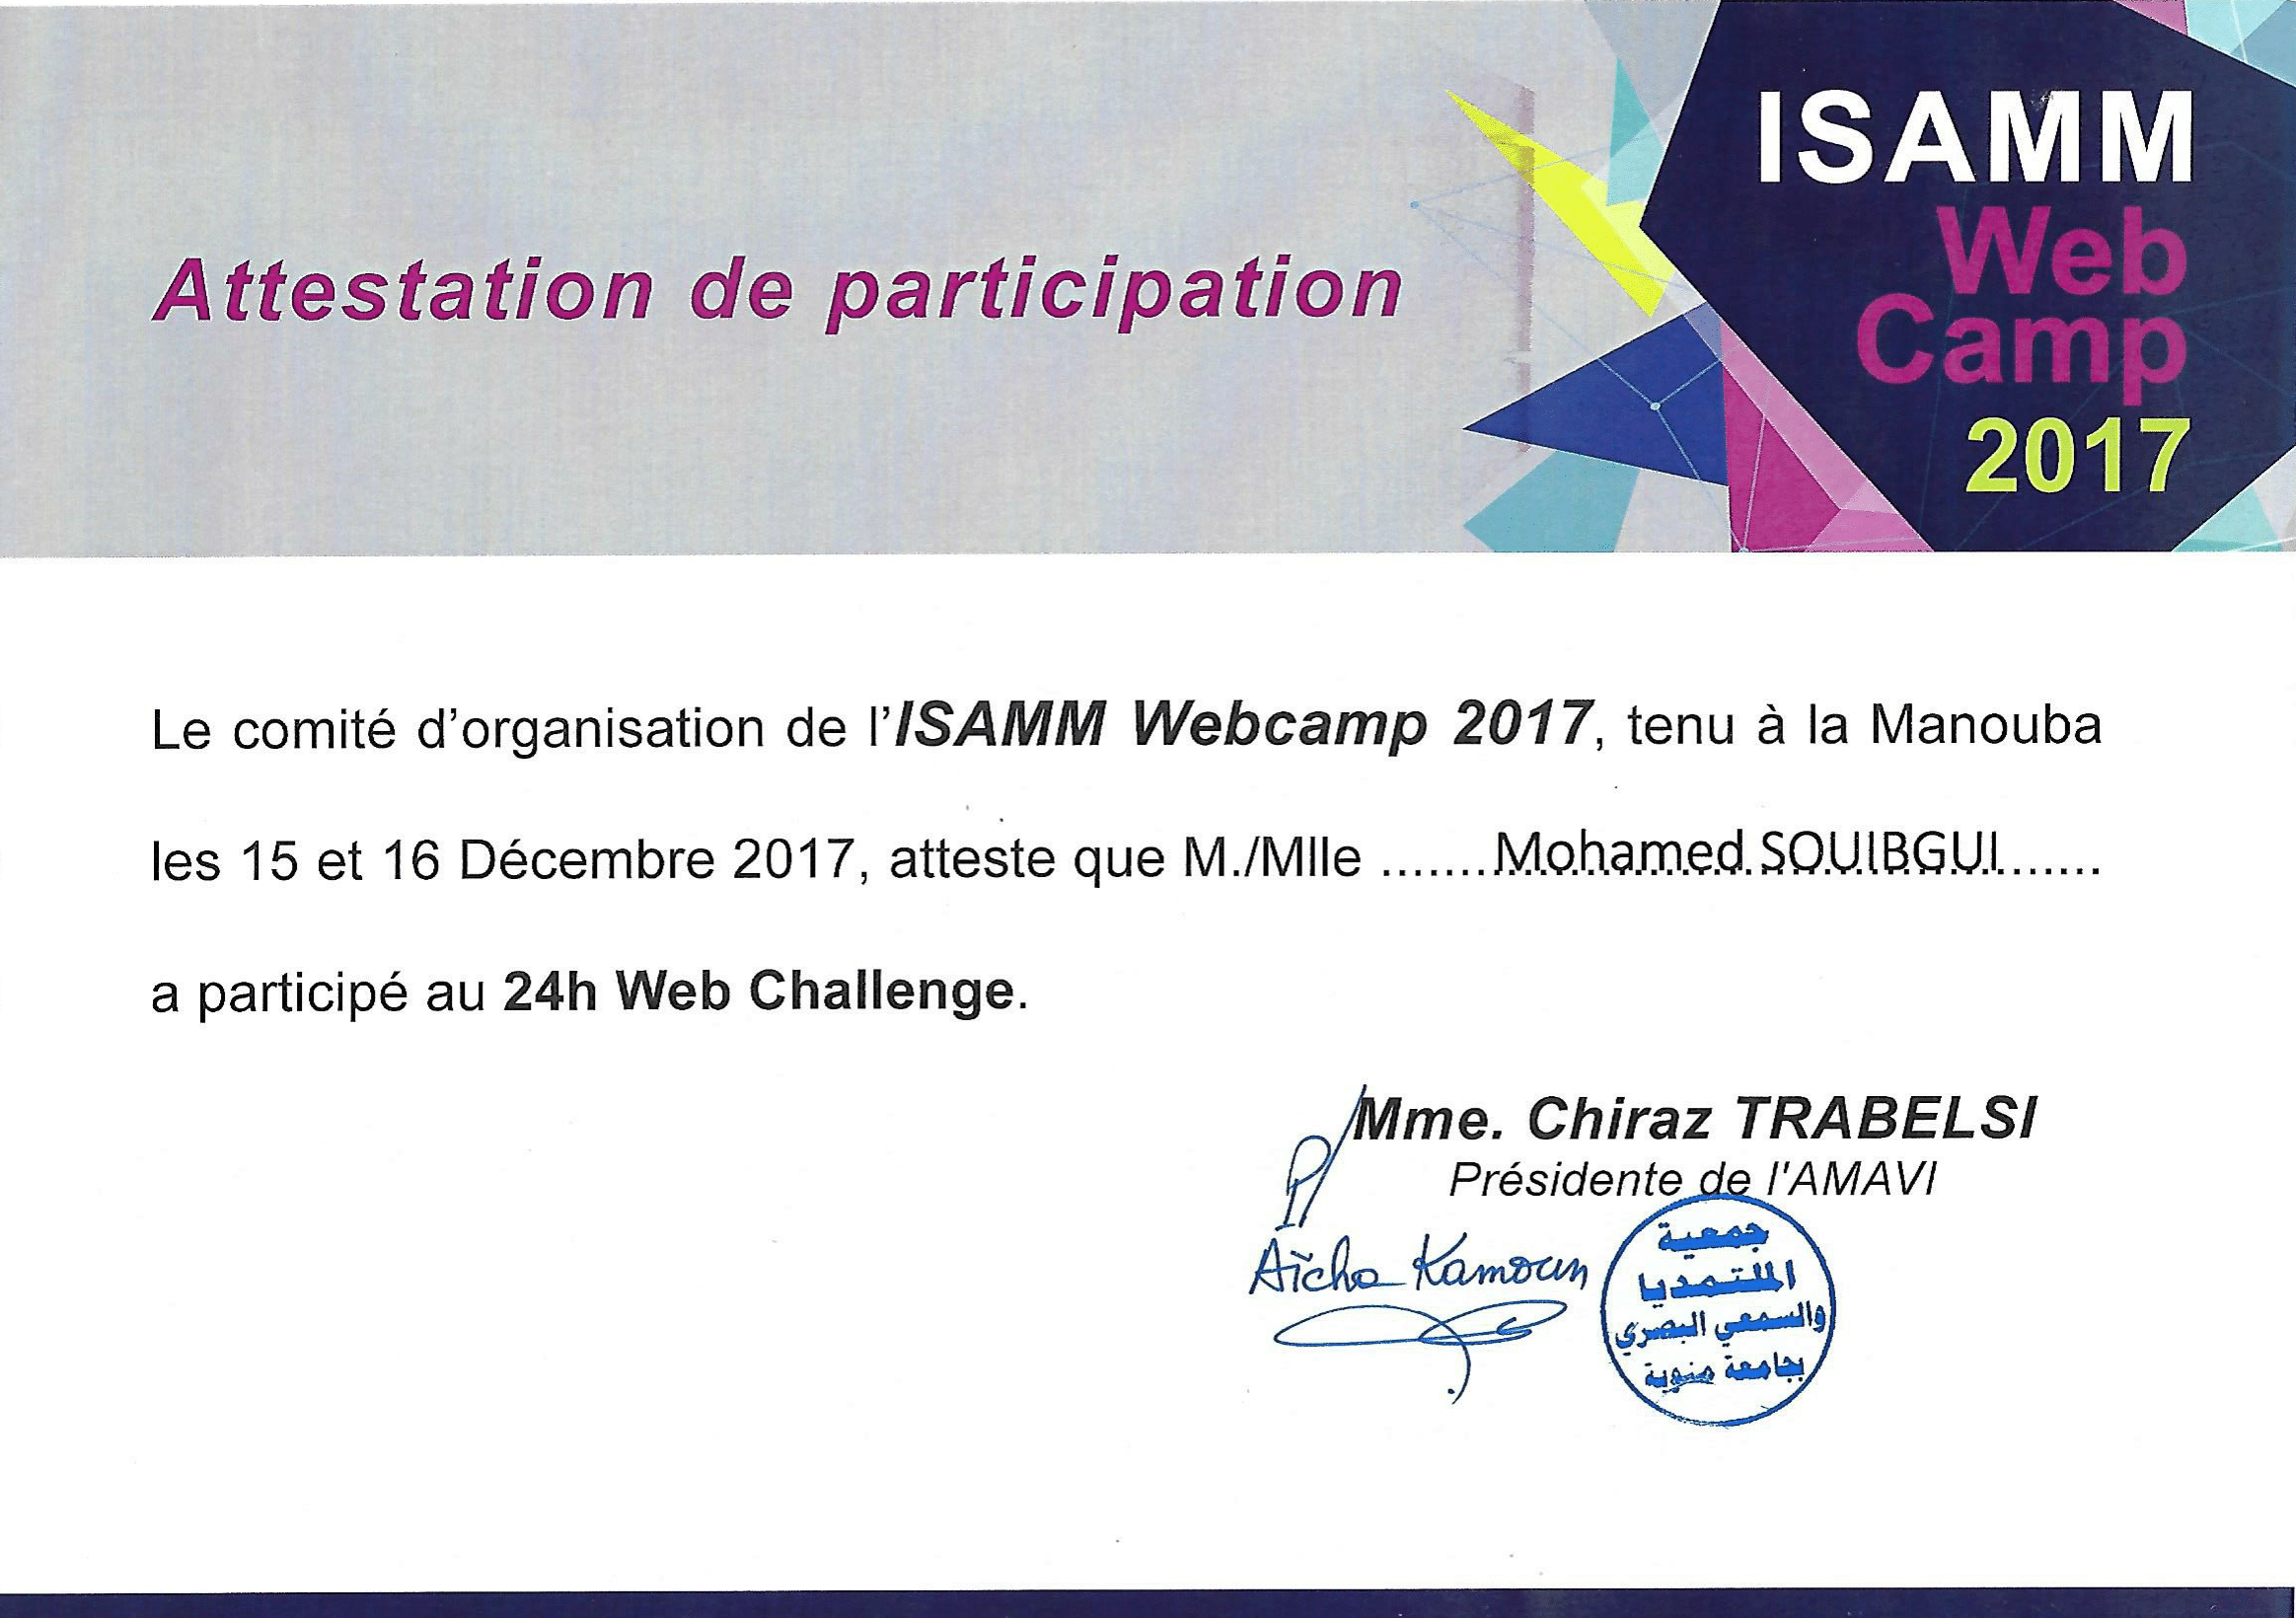 ISAMM
Web
Camp
2017
Attestation de participation
Le comité d'organisation de l'ISAMM Webcamp 2017, tenu à la Manouba
les 15 et 16 Décembre 2017, atteste que M./Mlle .......Mohamed SOUIBGUI.......
a participé au 24h Web Challenge.
P/
Mme. Chiraz TRABELSI
Présidente de l'AMAVI
Aïcha Kamoun
جمعية
الملتمديا
والسمعي البصري
بجامعة منوبة